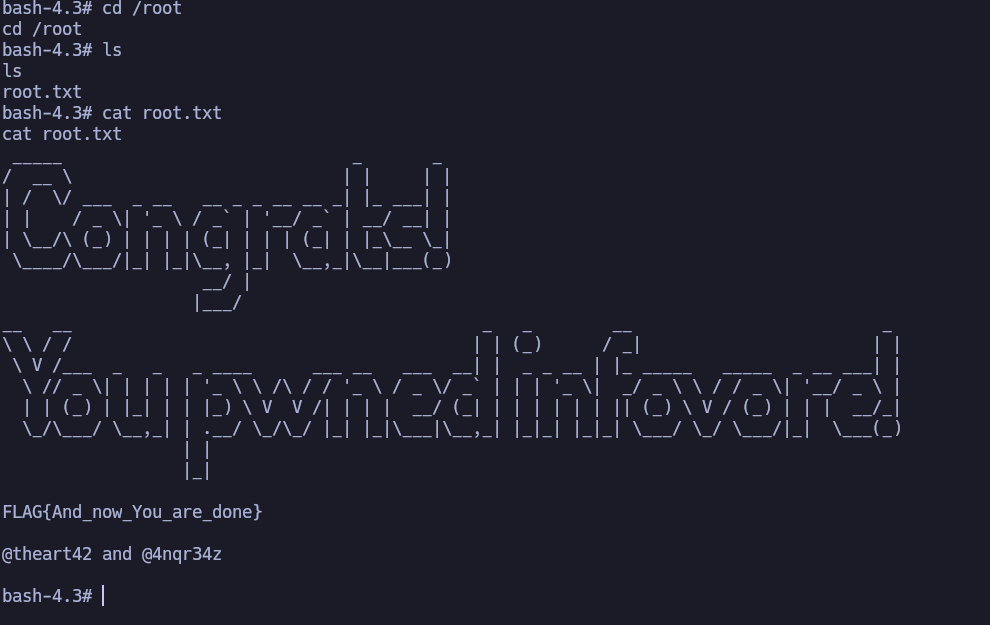 bash-4.3# cd /root
cd /root
bash-4.3# ls
ls
root.txt
bash-4.3# cat root.txt
cat root.txt
Congrats!
You pwned infovore!
FLAG{And_now_You_are_done}
@theart42 and @4nqr34z
bash-4.3#